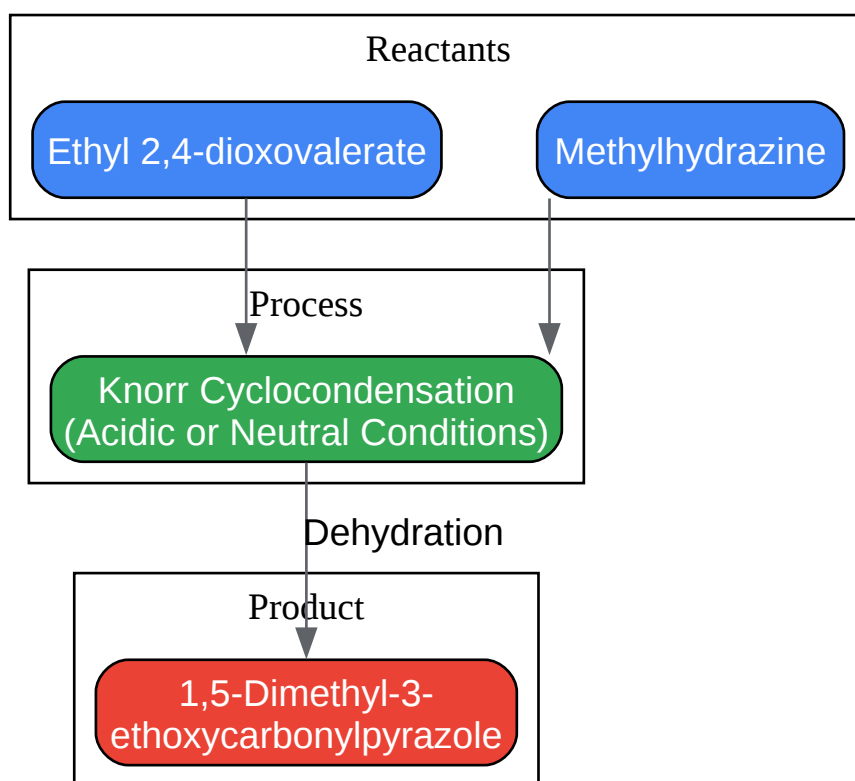 Reactants
Ethyl 2,4-dioxovalerate
Methylhydrazine
Process
Knorr Cyclocondensation
(Acidic or Neutral Conditions)
Dehydration
Product
1,5-Dimethyl-3-
ethoxycarbonylpyrazole